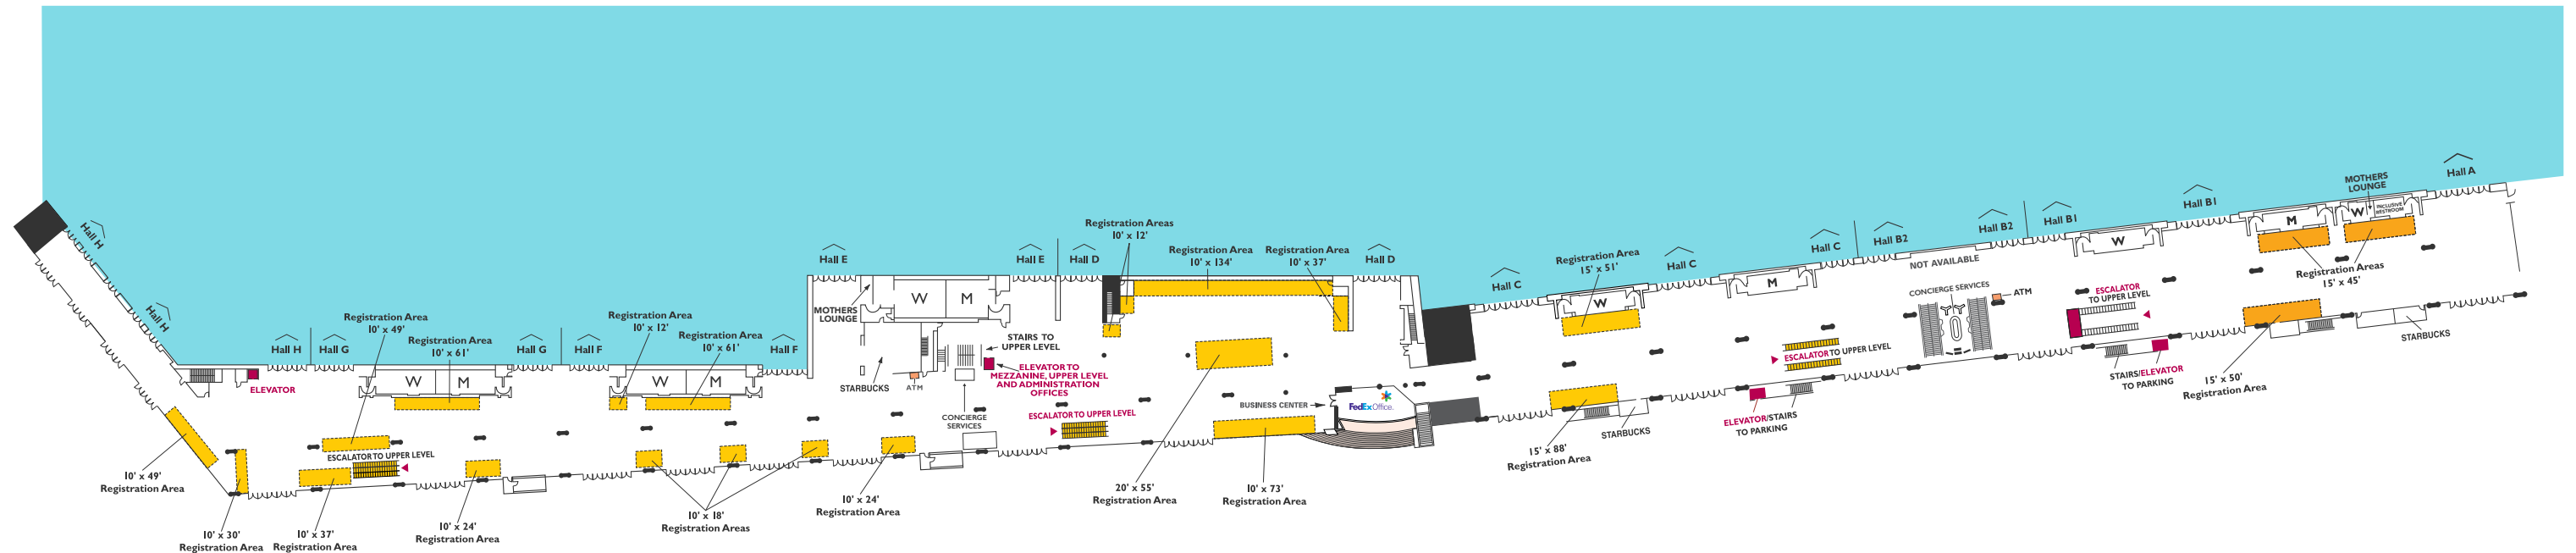 Hall H
Hall H
Hall H
Hall G
Registration Area
10' x 49'
Registration Area
10' x 61'
Hall G
Hall F
Registration Area
10' x 12'
Registration Area
10' x 61'
Hall F
ELEVATOR
W
M
W
M
ESCALATOR TO UPPER LEVEL
10' x 49'
Registration Area
10' x 30'
Registration Area
10' x 37'
Registration Area
10' x 24'
Registration Area
10' x 18'
Registration Areas
10' x 24'
Registration Area
Hall E
Hall E
Hall D
MOTHERS
LOUNGE
W
M
STARBUCKS
ATM
STAIRS TO
UPPER LEVEL
ELEVATOR TO
MEZZANINE, UPPER LEVEL
AND ADMINISTRATION
OFFICES
CONCIERGE
SERVICES
ESCALATOR TO UPPER LEVEL
Registration Areas
10' x 12'
Registration Area
10' x 134'
Registration Area
10' x 37'
Hall D
BUSINESS CENTER
FedEx Office.
20' x 55'
Registration Area
10' x 73'
Registration Area
Hall C
Registration Area
15' x 51'
W
Hall C
M
Hall C
Hall B2
15' x 88'
Registration Area
STARBUCKS
ESCALATOR TO UPPER LEVEL
ELEVATOR/STAIRS
TO PARKING
Hall B2
NOT AVAILABLE
CONCIERGE SERVICES
ATM
Hall B1
W
Hall B1
ESCALATOR
TO UPPER LEVEL
STAIRS/ELEVATOR
TO PARKING
M
MOTHERS
LOUNGE
W
INCLUSIVE
RESTROOM
Hall A
Registration Areas
15' x 45'
15' x 50'
Registration Area
STARBUCKS